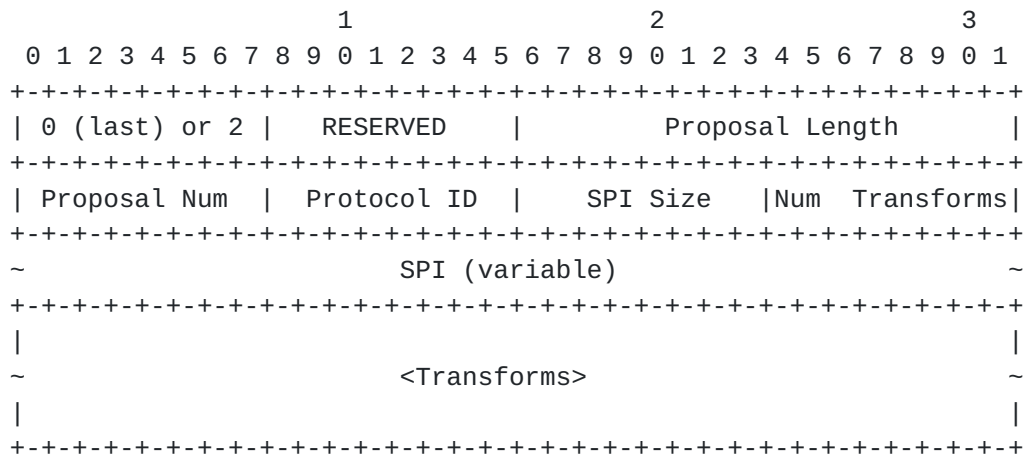 1                   2                   3
 0 1 2 3 4 5 6 7 8 9 0 1 2 3 4 5 6 7 8 9 0 1 2 3 4 5 6 7 8 9 0 1
+-+-+-+-+-+-+-+-+-+-+-+-+-+-+-+-+-+-+-+-+-+-+-+-+-+-+-+-+-+-+-+-+
| 0 (last) or 2 |   RESERVED    |         Proposal Length       |
+-+-+-+-+-+-+-+-+-+-+-+-+-+-+-+-+-+-+-+-+-+-+-+-+-+-+-+-+-+-+-+-+
| Proposal Num  |  Protocol ID  |    SPI Size   |Num  Transforms|
+-+-+-+-+-+-+-+-+-+-+-+-+-+-+-+-+-+-+-+-+-+-+-+-+-+-+-+-+-+-+-+-+
~                        SPI (variable)                         ~
+-+-+-+-+-+-+-+-+-+-+-+-+-+-+-+-+-+-+-+-+-+-+-+-+-+-+-+-+-+-+-+-+
|                                                               |
~                        <Transforms>                           ~
|                                                               |
+-+-+-+-+-+-+-+-+-+-+-+-+-+-+-+-+-+-+-+-+-+-+-+-+-+-+-+-+-+-+-+-+